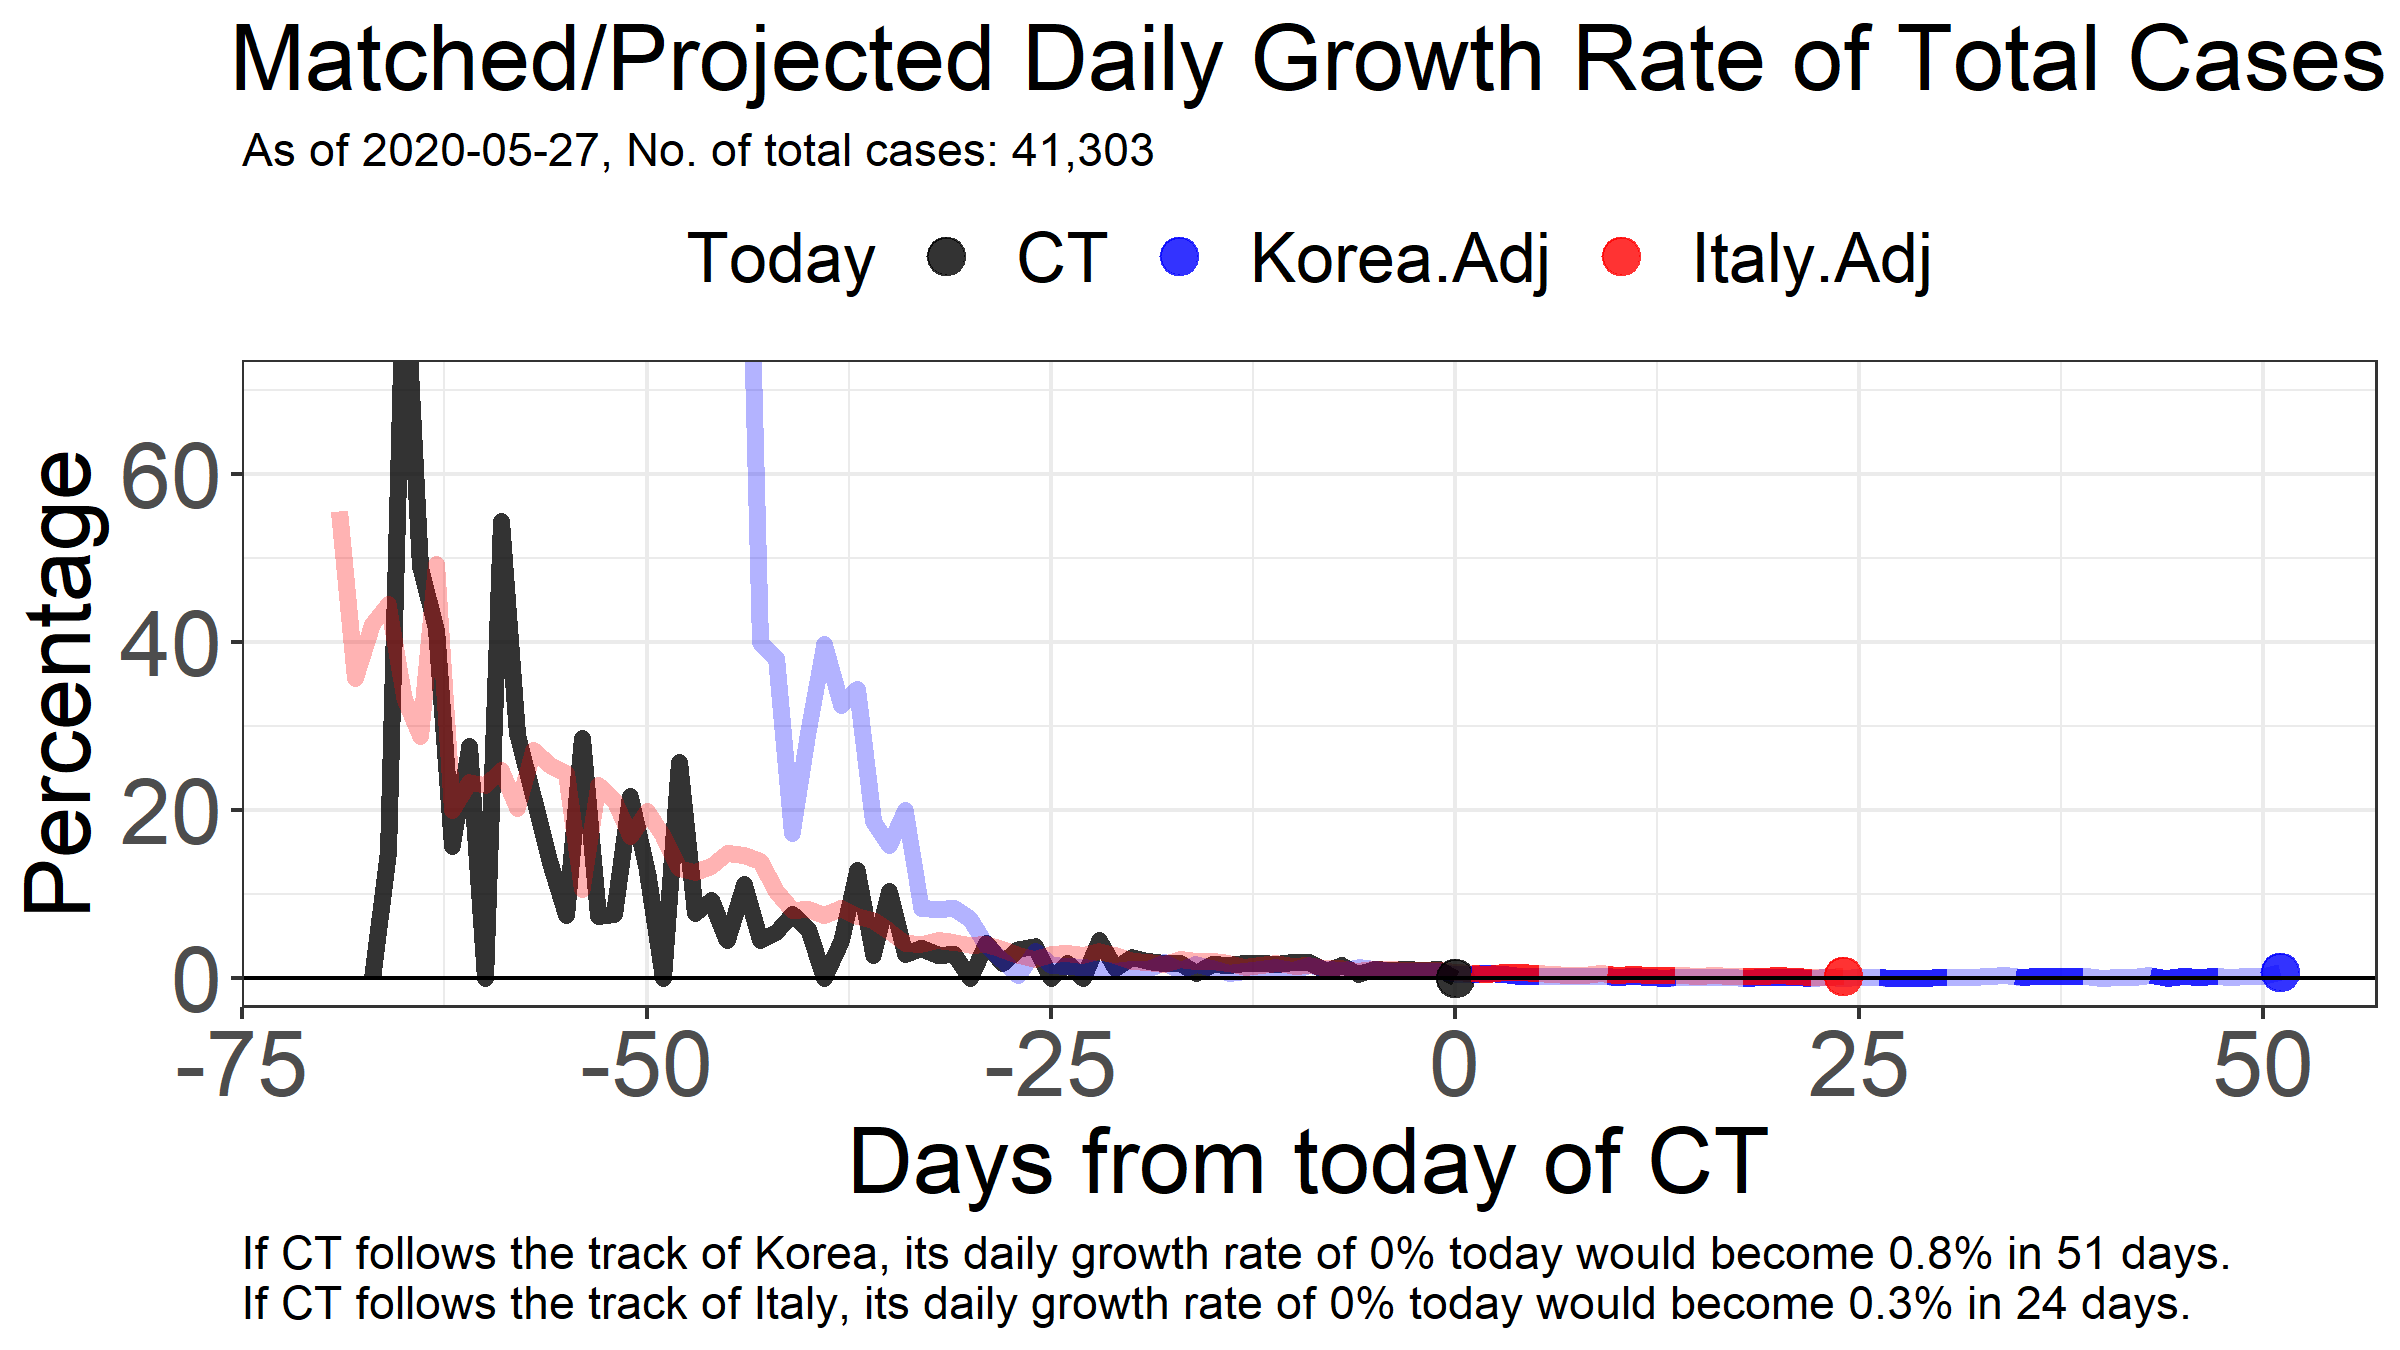 Matched/Projected Daily Growth Rate of Total Cases
As of 2020-05-27, No. of total cases: 41,303
Today CT Korea.Adj Italy.Adj
Percentage
60
40
20
0
-75 -50 -25 0 25 50
Days from today of CT
If CT follows the track of Korea, its daily growth rate of 0% today would become 0.8% in 51 days.
If CT follows the track of Italy, its daily growth rate of 0% today would become 0.3% in 24 days.